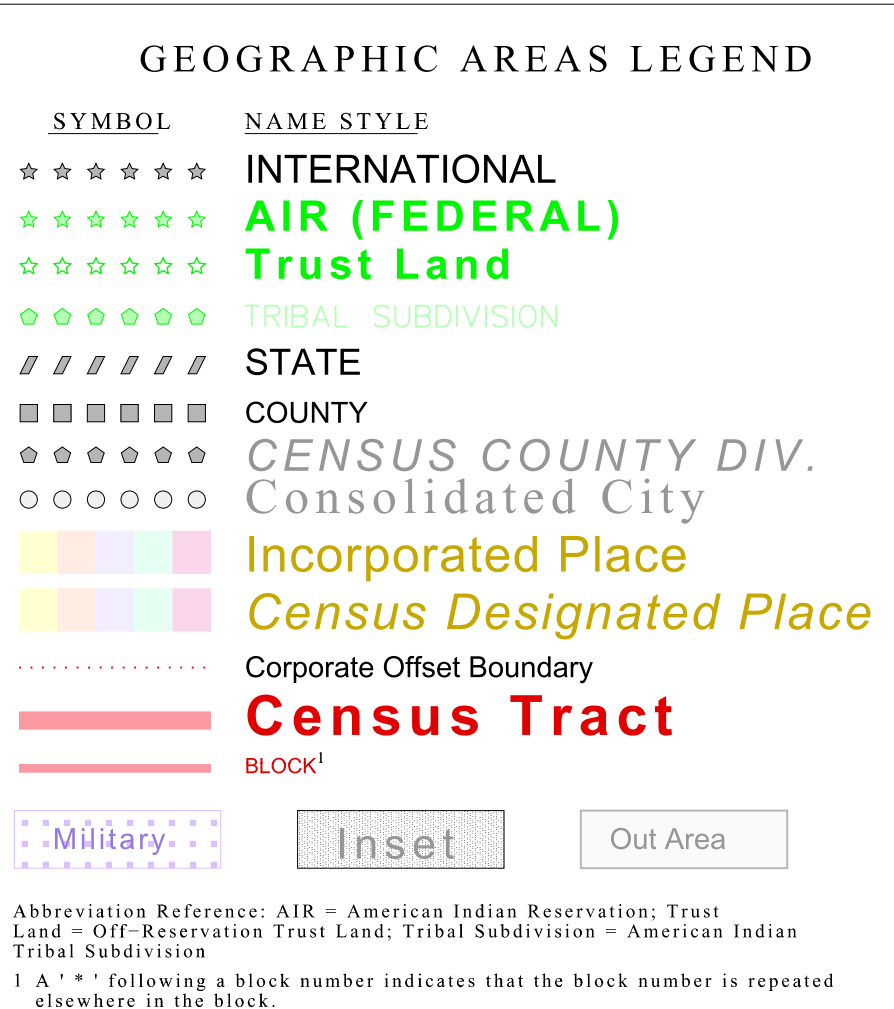 GEOGRAPHIC AREAS LEGEND
SYMBOL NAME STYLE
INTERNATIONAL
AIR (FEDERAL)
Trust Land
TRIBAL SUBDIVISION
STATE
COUNTY
CENSUS COUNTY DIV.
Consolidated City
Incorporated Place
Census Designated Place
Corporate Offset Boundary
Census Tract
BLOCK¹
Military Inset Out Area
Abbreviation Reference: AIR = American Indian Reservation; Trust
Land = Off−Reservation Trust Land; Tribal Subdivision = American Indian
Tribal Subdivision
1 A ' * ' following a block number indicates that the block number is repeated
elsewhere in the block.